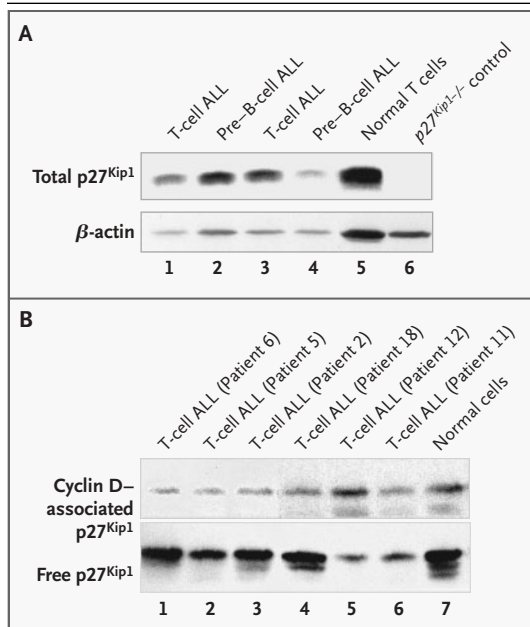 A
T-cell ALL
Pre–B-cell ALL
T-cell ALL
Pre–B-cell ALL
Normal T cells
p27Kip1-/- control
Total p27Kip1
β-actin
1 2 3 4 5 6
B
T-cell ALL (Patient 6)
T-cell ALL (Patient 5)
T-cell ALL (Patient 2)
T-cell ALL (Patient 18)
T-cell ALL (Patient 12)
T-cell ALL (Patient 11)
Normal cells
Cyclin D–
associated
p27Kip1
Free p27Kip1
1 2 3 4 5 6 7